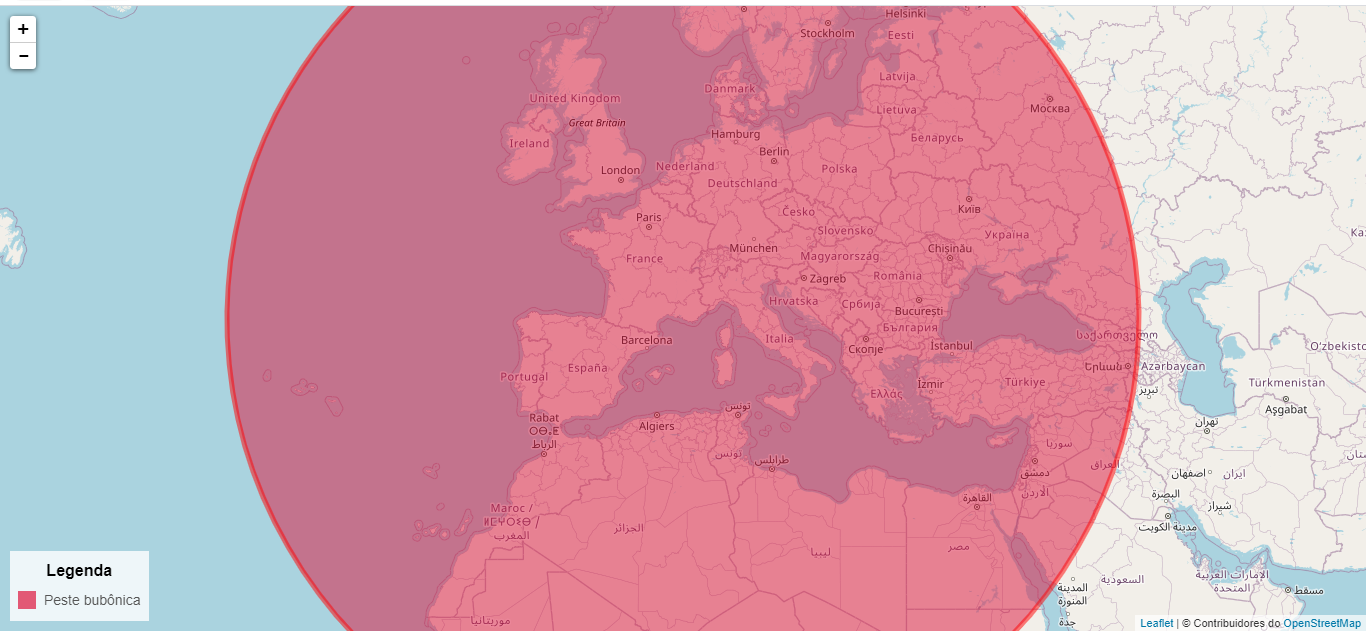 +
−
Helsinki
Stockholm
Eesti
Latvija
Danmark
United Kingdom
Москва
Lietuva
Great Britain
Hamburg
Беларусь
Ireland
Berlin
London
Nederland
Polska
Deutschland
Київ
Česko
Paris
Slovensko
Україна
München
Chișinău
France
Magyarország
Қаз
România
Zagreb
Hrvatska
Србија
București
България
საქართველო
Barcelona
Italia
Скопје
İstanbul
Oʻzbekisto
España
Երևան
Azərbaycan
Portugal
İzmir
Türkiye
Türkmenistan
Ελλάς
تبریز
Aşgabat
تونس
Rabat
ⵔⴱⴰⵟ
الرباط
Algiers
تهران
سوريا
تونس
طرابلس
العراق
دمشق
اصفهان
ایران
الأردن
البصرة
القاهرة
شیراز
Maroc /
ⵍⵎⵖⵔⵉⴱ /
المغرب
الجزائر
مدينة الكويت
ليبيا
مصر
السعودية
الإمارات العربية
المتحدة
المدينة
المنورة
مسقط
جدة
موريتانيا
Legenda
Peste bubônica
Leaflet | © Contribuidores do OpenStreetMap